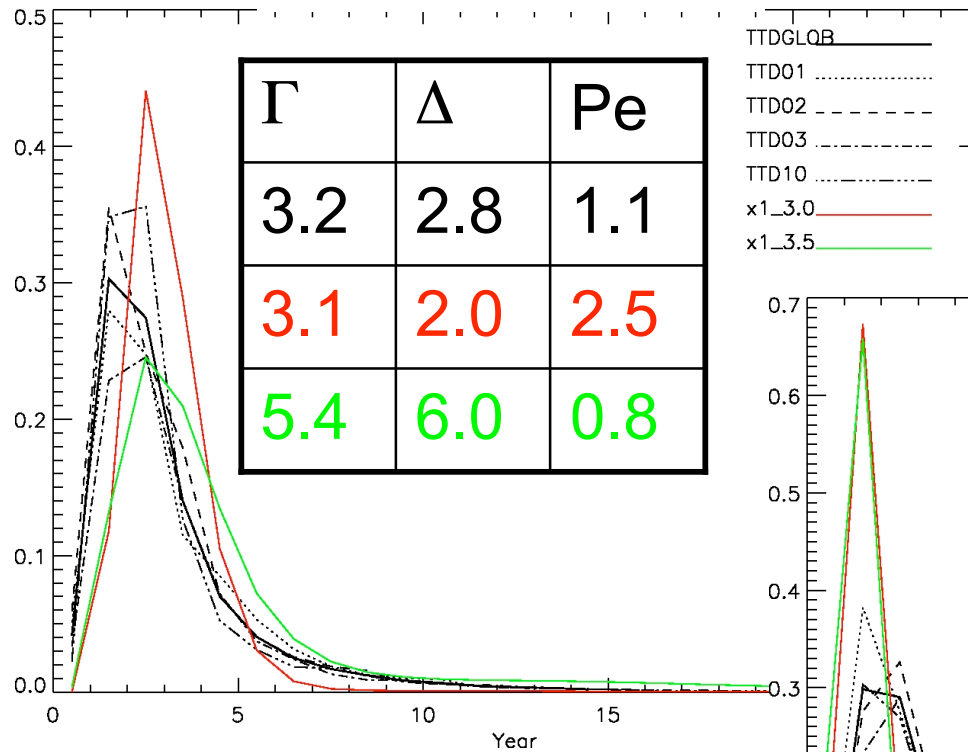 0.5
0.4
0.3
0.2
0.1
0.0
0 5 10 15
Year
Γ Δ Pe
3.2 2.8 1.1
3.1 2.0 2.5
5.4 6.0 0.8
TTDGLOB
TTD01
TTD02
TTD03
TTD10
x1_3.0
x1_3.5
0.7
0.6
0.5
0.4
0.3